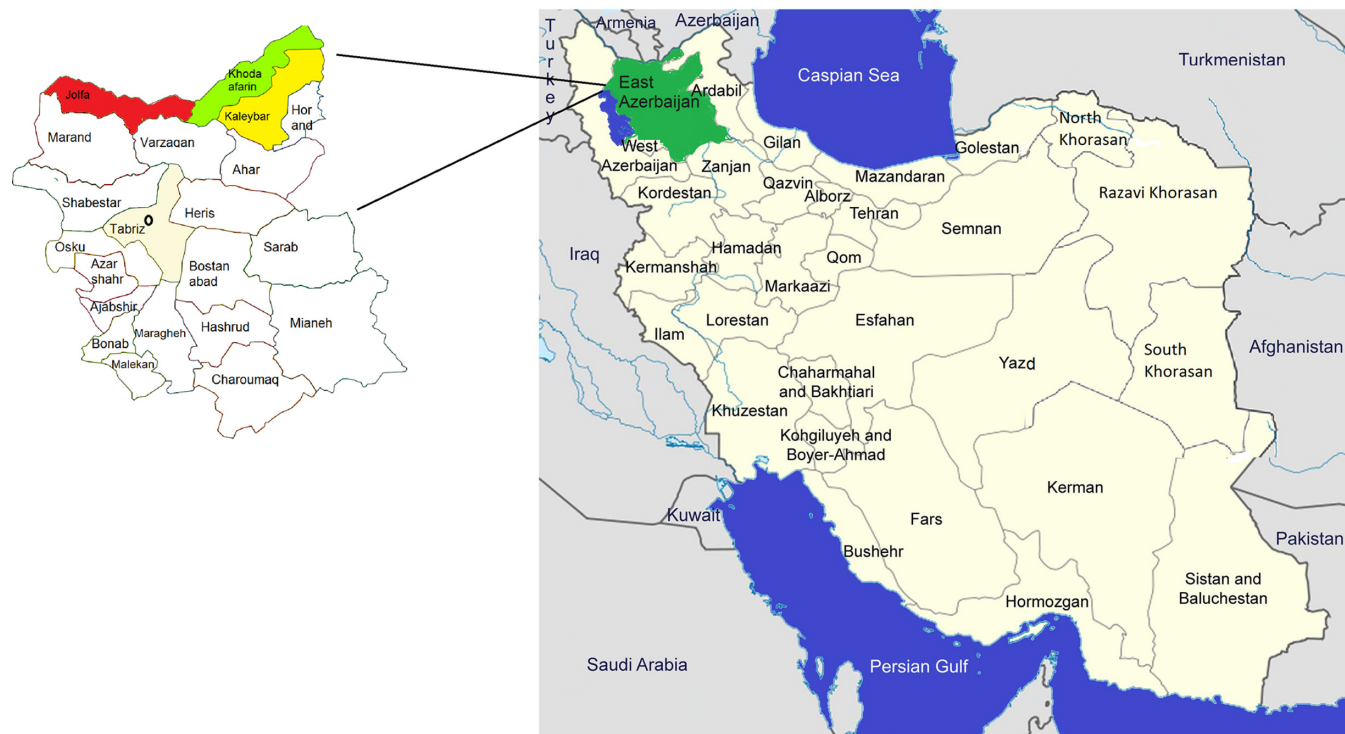 Khoda
afarin
Jolfa
Kaleybar
Hor
and
Marand
Varzaqan
Ahar
Shabestar
Heris
Tabriz
Osku
Sarab
Azar
shahr
Bostan
abad
Ajabshir
Bonab
Maragheh
Hashrud
Mianeh
Malekan
Charoumaq
Turkey
Armenia
Azerbaijan
Caspian Sea
Turkmenistan
East
Azerbaijan
Ardabil
West
Azerbaijan
Gilan
Zanjan
Golestan
North
Khorasan
Mazandaran
Qazvin
Alborz
Tehran
Kordestan
Razavi Khorasan
Semnan
Iraq
Hamadan
Qom
Kermanshah
Markaazi
Lorestan
Esfahan
Ilam
Yazd
South
Khorasan
Afghanistan
Chaharmahal
and Bakhtiari
Khuzestan
Kohgiluyeh and
Boyer-Ahmad
Kerman
Kuwait
Fars
Bushehr
Pakistan
Sistan and
Baluchestan
Hormozgan
Saudi Arabia
Persian Gulf